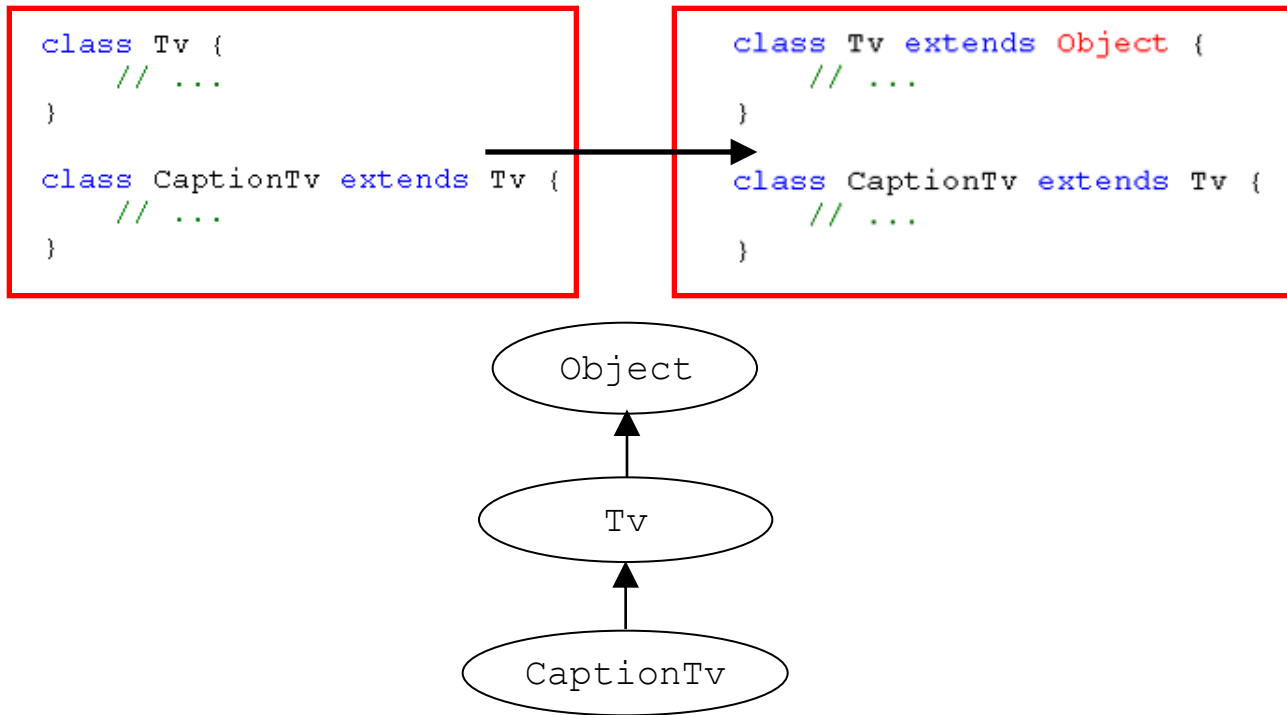 class Tv {
// ...
}
class CaptionTv extends Tv {
// ...
}
class Tv extends Object {
// ...
}
class CaptionTv extends Tv {
// ...
}
Object
Tv
CaptionTv